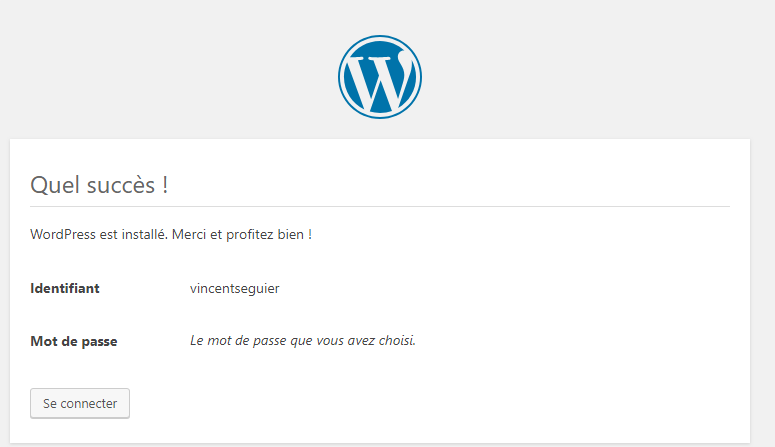 Quel succès !
WordPress est installé. Merci et profitez bien !
Identifiant vincentseguier
Mot de passe Le mot de passe que vous avez choisi.
Se connecter